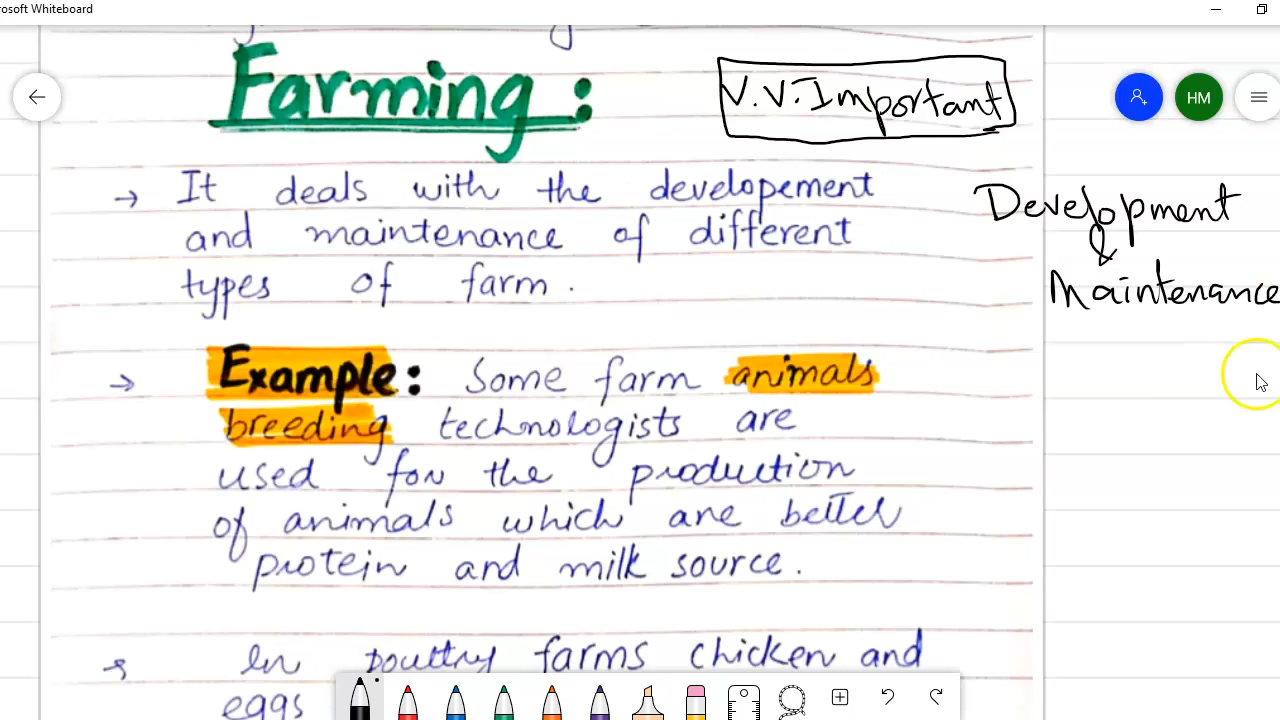 rosoft Whiteboard
Farming :
V.V.Important
HM
→ It deals with the developement
and maintenance of different
types of farm .
Development
&
Maintenance
→ Example: Some farm animals
breeding technologists are
used for the production
of animals which are better
protein and milk source .
→ In poultry farms chicken and
eggs